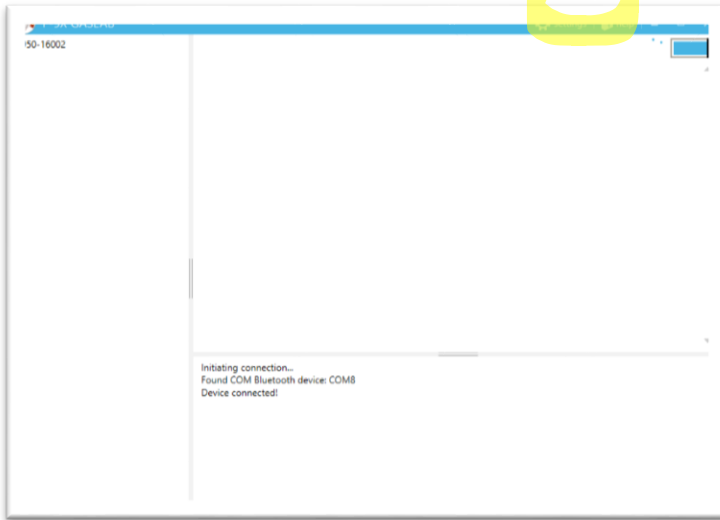 50-16002
Initiating connection...
Found COM Bluetooth device: COM8
Device connected!